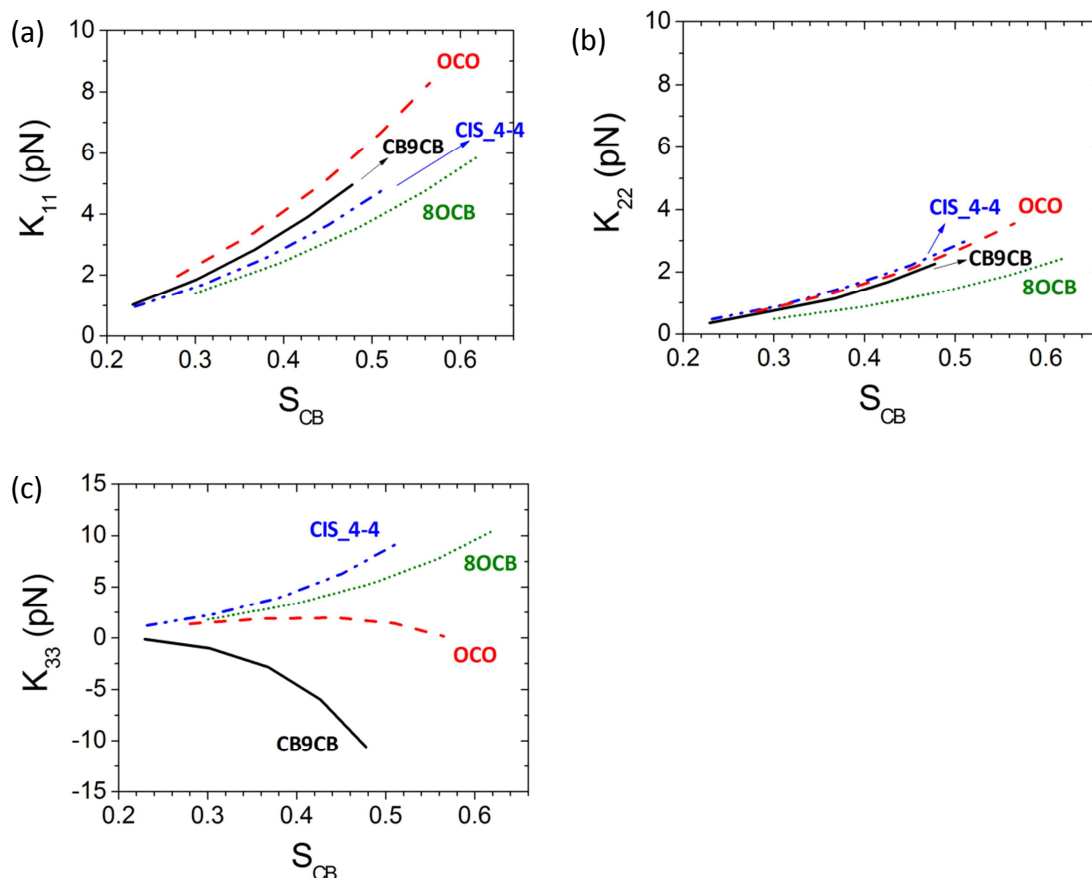 (a)
10
8
6
4
2
0
K11 (pN)
OCO
CIS_4-4
CB9CB
8OCB
0.2 0.3 0.4 0.5 0.6
SCB
(b)
10
8
6
4
2
0
K22 (pN)
CIS_4-4
OCO
CB9CB
8OCB
0.2 0.3 0.4 0.5 0.6
SCB
(c)
15
10
5
0
-5
-10
-15
K33 (pN)
CIS_4-4
8OCB
OCO
CB9CB
0.2 0.3 0.4 0.5 0.6
SCB